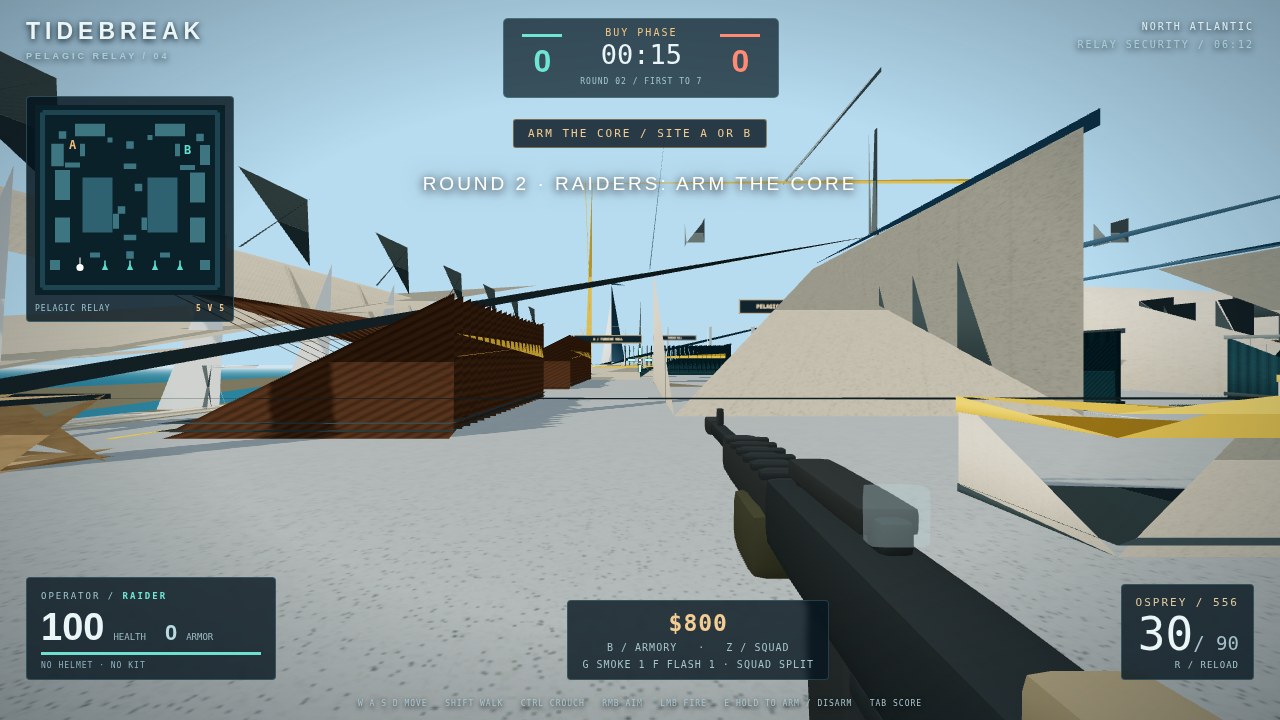 TIDEBREAK
PELAGIC RELAY / 04
BUY PHASE
0 00:15 0
ROUND 02 / FIRST TO 7
NORTH ATLANTIC
RELAY SECURITY / 06:12
ARM THE CORE / SITE A OR B
ROUND 2 · RAIDERS: ARM THE CORE
A
B
PELAGIC RELAY 5 V 5
OPERATOR / RAIDER
100 HEALTH 0 ARMOR
NO HELMET · NO KIT
$800
B / ARMORY · Z / SQUAD
G SMOKE 1 F FLASH 1 · SQUAD SPLIT
OSPREY / 556
30 / 90
R / RELOAD
W A S D MOVE SHIFT WALK CTRL CROUCH RMB AIM LMB FIRE E HOLD TO ARM / DISARM TAB SCORE